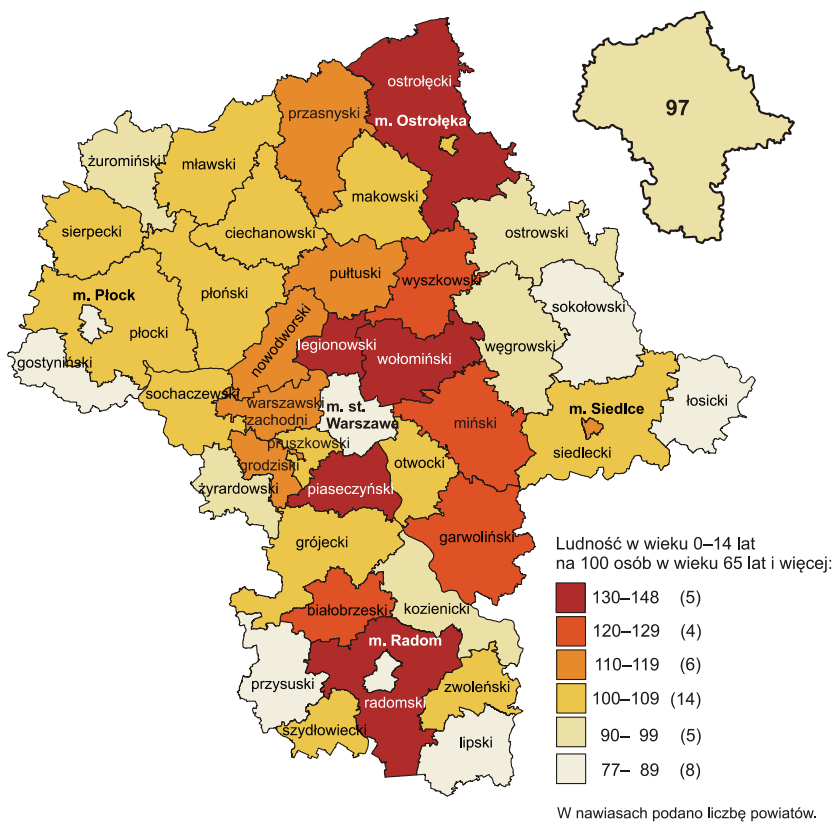 ostrołęcki
przasnyski
97
m. Ostrołęka
żuromiński
mławski
makowski
sierpecki
ciechanowski
ostrowski
pułtuski
wyszkowski
m. Płock
płoński
sokołowski
płocki
nowodworski
legionowski
wołomiński
węgrowski
gostyniński
sochaczewski
warszawski
zachodni
m. st.
Warszawa
miński
m. Siedlce
łosicki
pruszkowski
otwocki
siedlecki
grodziski
żyrardowski
piaseczyński
grójecki
garwoliński
Ludność w wieku 0–14 lat
na 100 osób w wieku 65 lat i więcej:
130–148 (5)
120–129 (4)
110–119 (6)
100–109 (14)
90– 99 (5)
77– 89 (8)
białobrzeski
kozienicki
m. Radom
przysuski
zwoleński
radomski
szydłowiecki
lipski
W nawiasach podano liczbę powiatów.